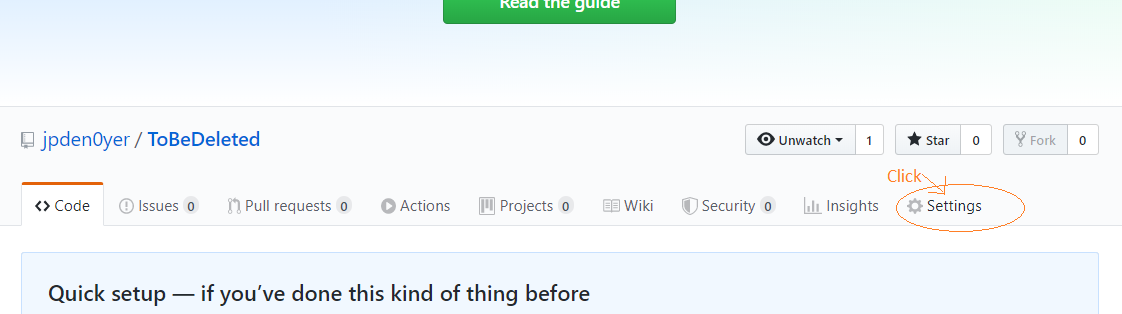 Read the guide
jpden0yer / ToBeDeleted
Unwatch 1 Star 0 Fork 0
Click
Code Issues 0 Pull requests 0 Actions Projects 0 Wiki Security 0 Insights Settings
Quick setup — if you’ve done this kind of thing before